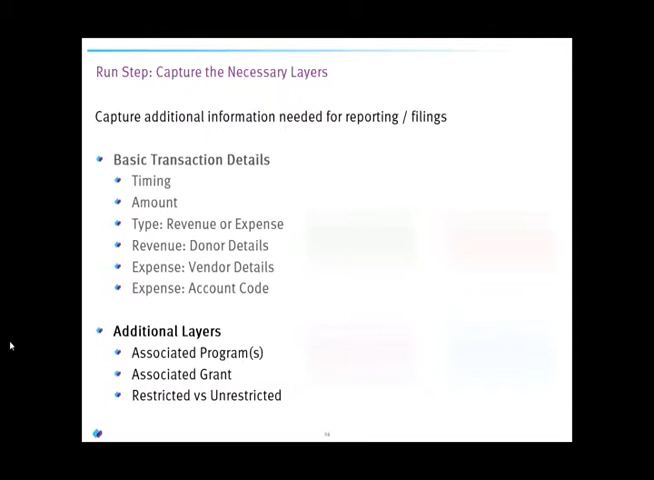 Run Step: Capture the Necessary Layers
Capture additional information needed for reporting / filings
Basic Transaction Details
Timing
Amount
Type: Revenue or Expense
Revenue: Donor Details
Expense: Vendor Details
Expense: Account Code
Additional Layers
Associated Program(s)
Associated Grant
Restricted vs Unrestricted